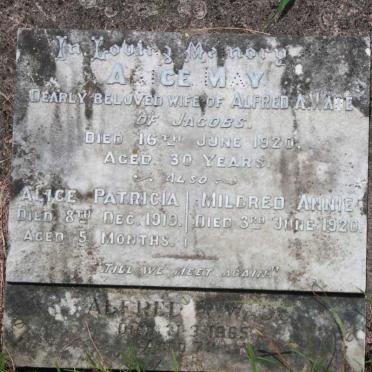 In Loving Memory
ALICE MAY
DEARLY BELOVED WIFE OF ALFRED A.
OF JACOBS.
DIED 16TH JUNE 1920.
AGED 30 YEARS.
ALSO
ALICE PATRICIA
DIED 8TH DEC. 1919.
AGED 5 MONTHS.
MILDRED ANNIE
DIED 3RD JUNE 1920.
"TILL WE MEET AGAIN"
ALFRED